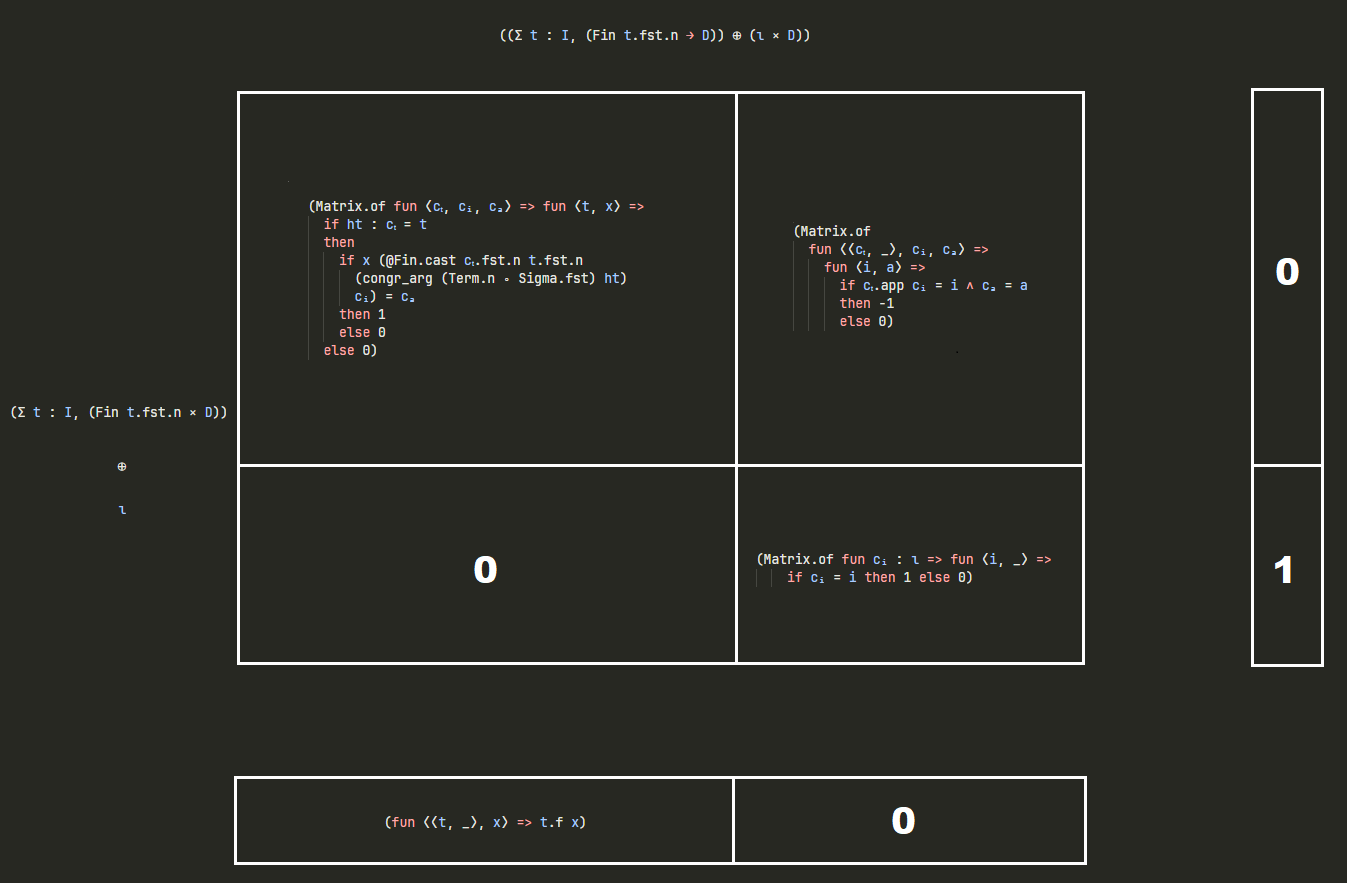 ((Σ t : I, (Fin t.fst.n → D)) ⊕ (ι × D))
(Matrix.of fun ⟨cₜ, cᵢ, cₐ⟩ => fun ⟨t, x⟩ =>
if ht : cₜ = t
then
if x (@Fin.cast cₜ.fst.n t.fst.n
(congr_arg (Term.n ∘ Sigma.fst) ht)
cᵢ) = cₐ
then 1
else 0
else 0)
(Matrix.of
fun ⟨⟨cₜ, _⟩, cᵢ, cₐ⟩ =>
fun ⟨i, a⟩ =>
if cₜ.app cᵢ = i ∧ cₐ = a
then -1
else 0)
0
(Σ t : I, (Fin t.fst.n × D))
⊕
ι
0
(Matrix.of fun cᵢ : ι => fun ⟨i, _⟩ =>
if cᵢ = i then 1 else 0)
1
(fun ⟨⟨t, _⟩, x⟩ => t.f x)
0